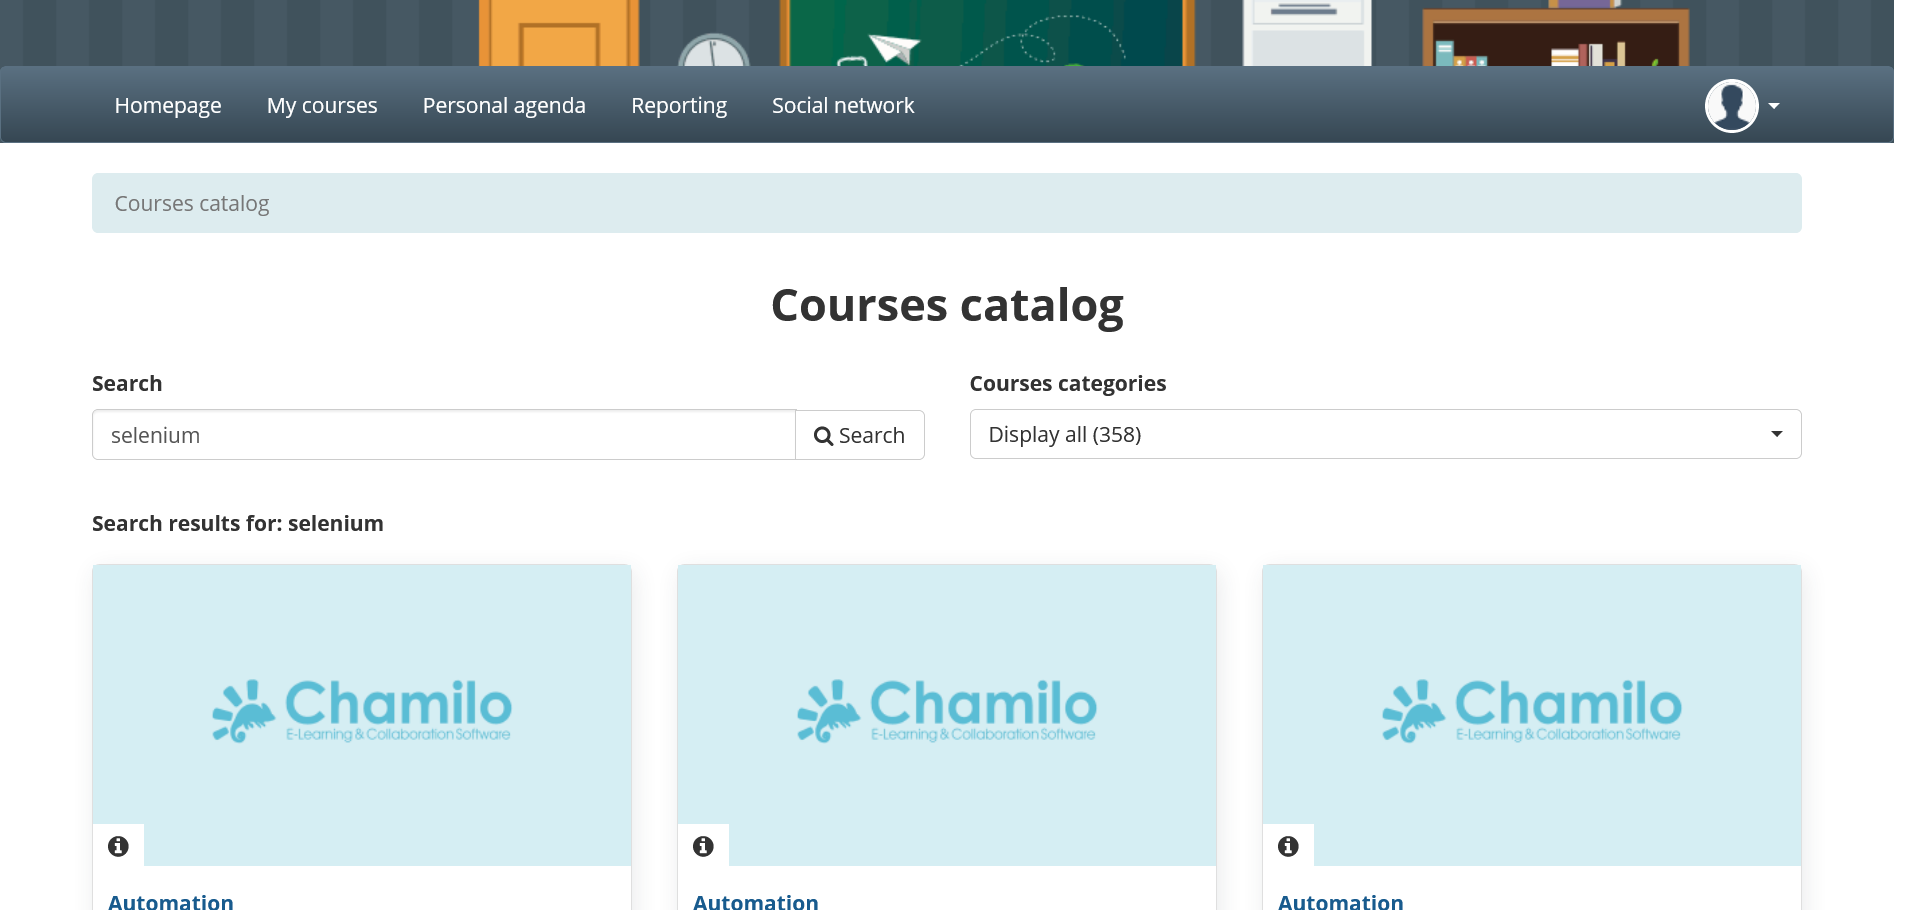 Homepage My courses Personal agenda Reporting Social network
Courses catalog
Courses catalog
Search
Courses categories
selenium
Search
Display all (358)
Search results for: selenium
Chamilo
E-Learning & Collaboration Software
Chamilo
E-Learning & Collaboration Software
Chamilo
E-Learning & Collaboration Software
Automation
Automation
Automation